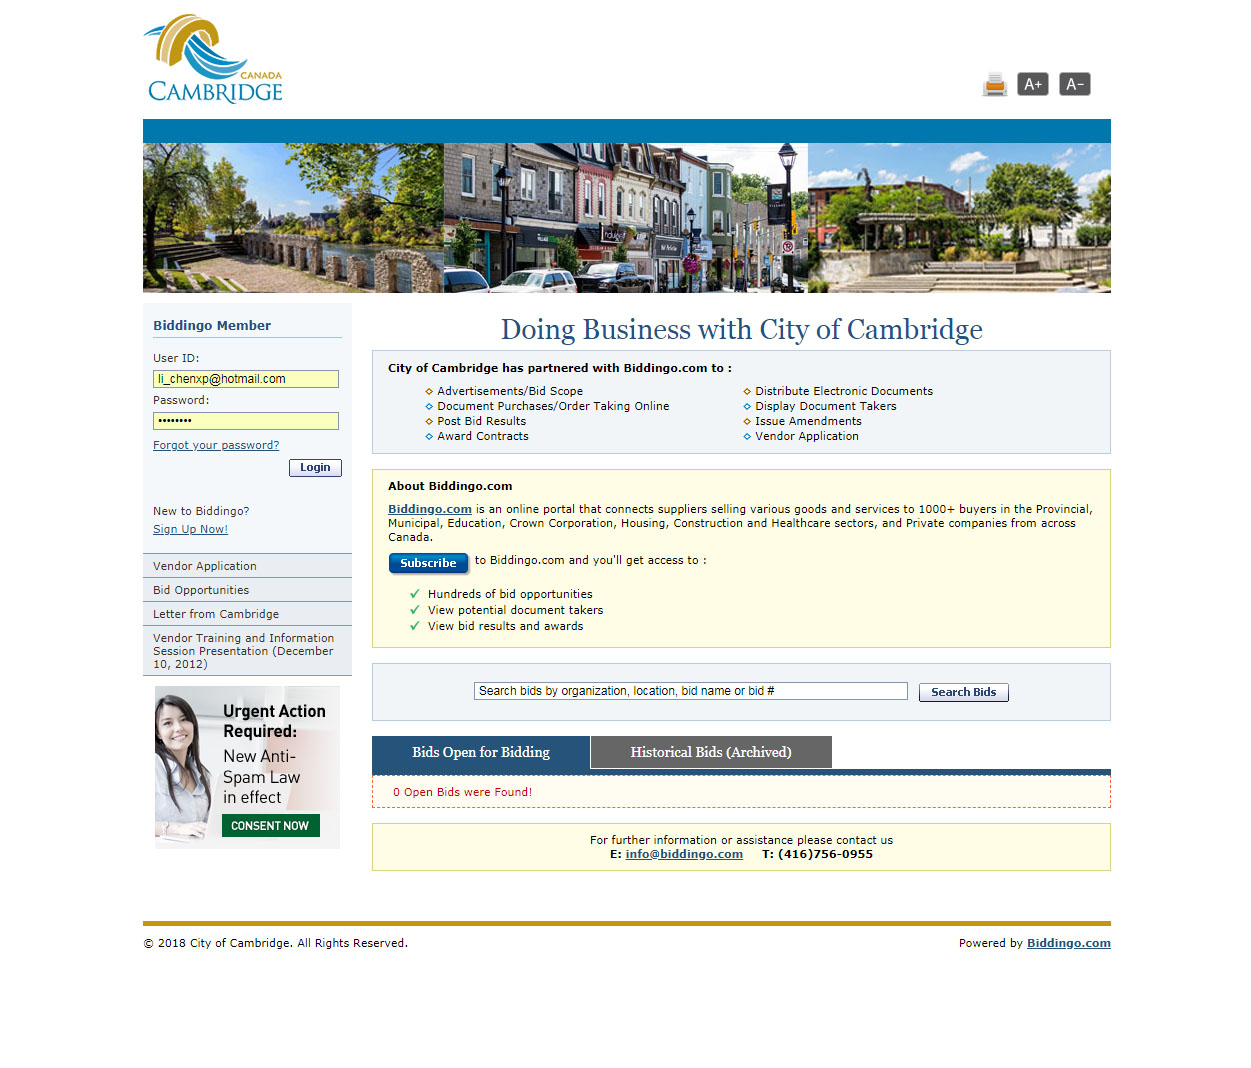 CANADA
CAMBRIDGE
A+ A-
Biddingo Member
User ID:
li_chenxp@hotmail.com
Password:
••••••••
Forgot your password?
Login
New to Biddingo?
Sign Up Now!
Vendor Application
Bid Opportunities
Letter from Cambridge
Vendor Training and Information
Session Presentation (December
10, 2012)
Urgent Action
Required:
New Anti-
Spam Law
in effect
CONSENT NOW
Doing Business with City of Cambridge
City of Cambridge has partnered with Biddingo.com to :
Advertisements/Bid Scope
Document Purchases/Order Taking Online
Post Bid Results
Award Contracts
Distribute Electronic Documents
Display Document Takers
Issue Amendments
Vendor Application
About Biddingo.com
Biddingo.com is an online portal that connects suppliers selling various goods and services to 1000+ buyers in the Provincial,
Municipal, Education, Crown Corporation, Housing, Construction and Healthcare sectors, and Private companies from across
Canada.
Subscribe to Biddingo.com and you'll get access to :
Hundreds of bid opportunities
View potential document takers
View bid results and awards
Search bids by organization, location, bid name or bid #
Search Bids
Bids Open for Bidding
Historical Bids (Archived)
0 Open Bids were Found!
For further information or assistance please contact us
E: info@biddingo.com T: (416)756-0955
© 2018 City of Cambridge. All Rights Reserved.
Powered by Biddingo.com